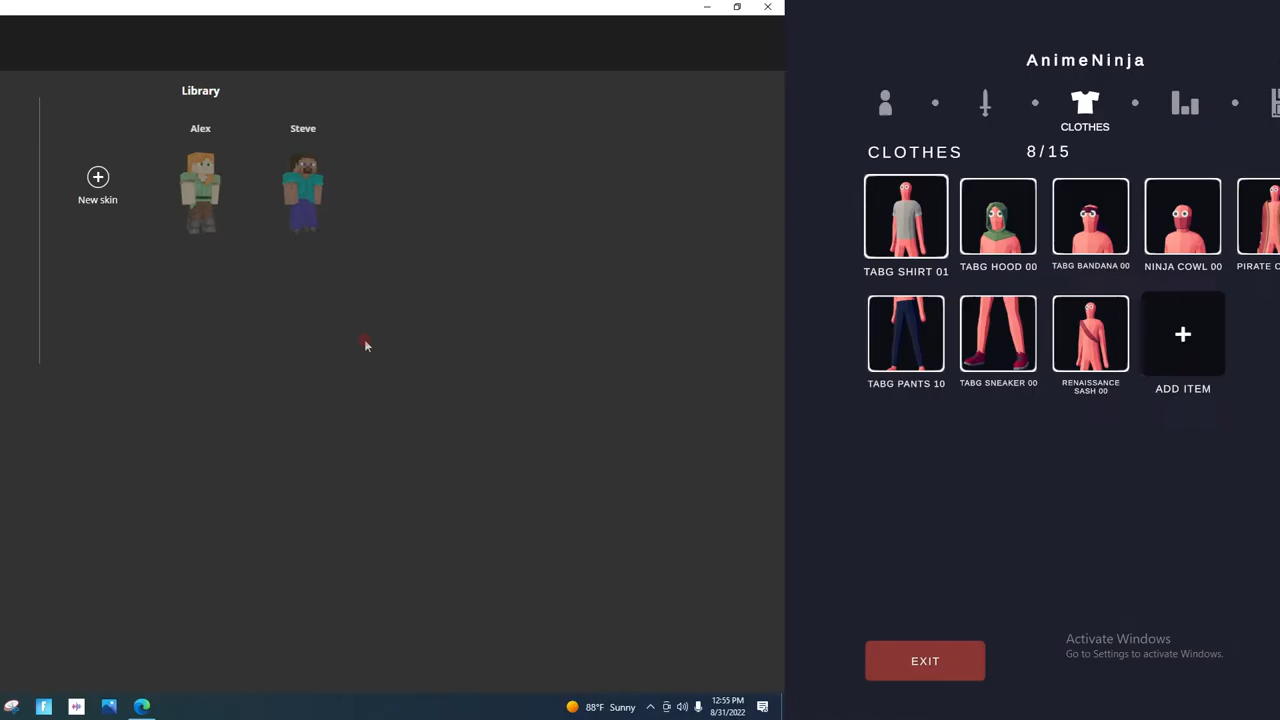 Library
Alex
Steve
New skin
88°F Sunny
12:55 PM
8/31/2022
AnimeNinja
CLOTHES
CLOTHES 8/15
TABG SHIRT 01
TABG HOOD 00
TABG BANDANA 00
NINJA COWL 00
PIRATE C
TABG PANTS 10
TABG SNEAKER 00
RENAISSANCE
SASH 00
ADD ITEM
EXIT
Activate Windows
Go to Settings to activate Windows.